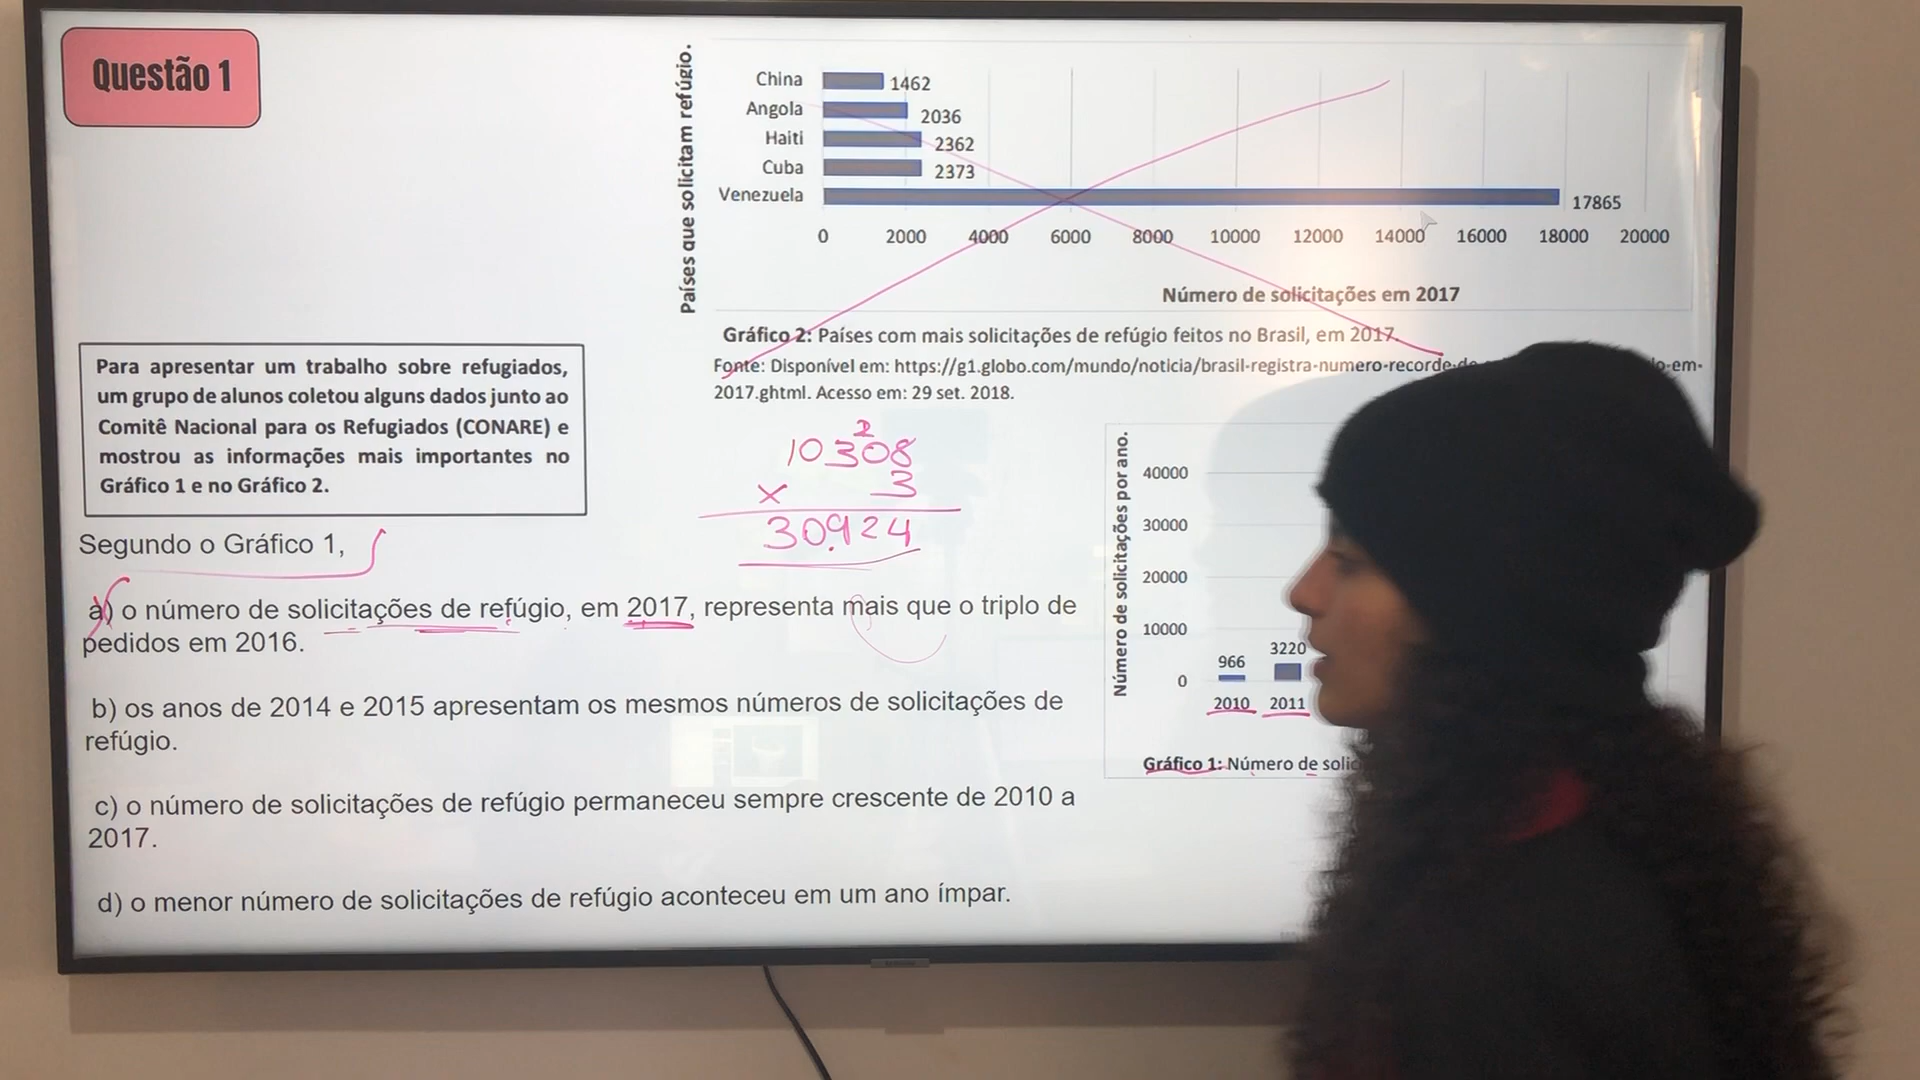 Questão 1
Países que solicitam refúgio.
China 1462
Angola 2036
Haiti 2362
Cuba 2373
Venezuela 17865
0 2000 4000 6000 8000 10000 12000 14000 16000 18000 20000
Número de solicitações em 2017
Gráfico 2: Países com mais solicitações de refúgio feitos no Brasil, em 2017.
Fonte: Disponível em: https://g1.globo.com/mundo/noticia/brasil-registra-numero-recorde-de
o-em-
2017.ghtml. Acesso em: 29 set. 2018.
Para apresentar um trabalho sobre refugiados,
um grupo de alunos coletou alguns dados junto ao
Comitê Nacional para os Refugiados (CONARE) e
mostrou as informações mais importantes no
Gráfico 1 e no Gráfico 2.
2
10308
x 3
30.924
Segundo o Gráfico 1,
a) o número de solicitações de refúgio, em 2017, representa mais que o triplo de
pedidos em 2016.
b) os anos de 2014 e 2015 apresentam os mesmos números de solicitações de
refúgio.
c) o número de solicitações de refúgio permaneceu sempre crescente de 2010 a
2017.
d) o menor número de solicitações de refúgio aconteceu em um ano ímpar.
Número de solicitações por ano.
40000
30000
20000
10000
0
966 3220
2010 2011
Gráfico 1: Número de solic